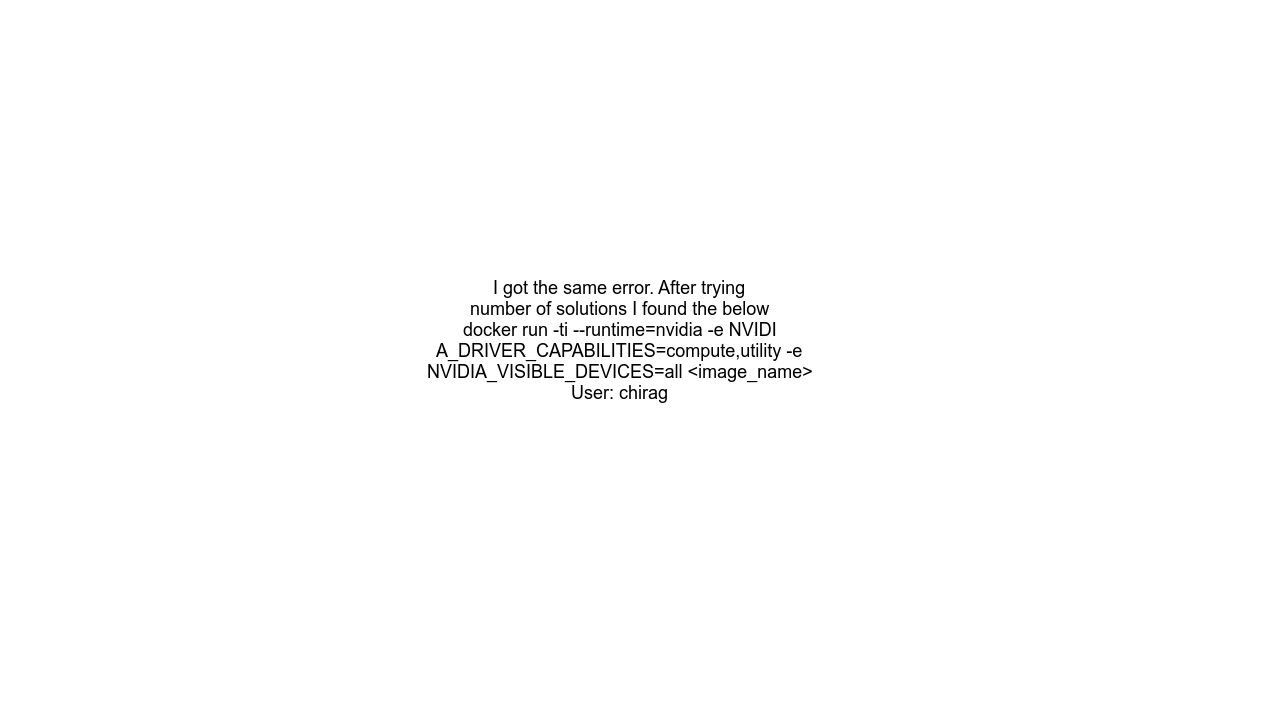 I got the same error. After trying
number of solutions I found the below
docker run -ti --runtime=nvidia -e NVIDI
A_DRIVER_CAPABILITIES=compute,utility -e
NVIDIA_VISIBLE_DEVICES=all <image_name>
User: chirag